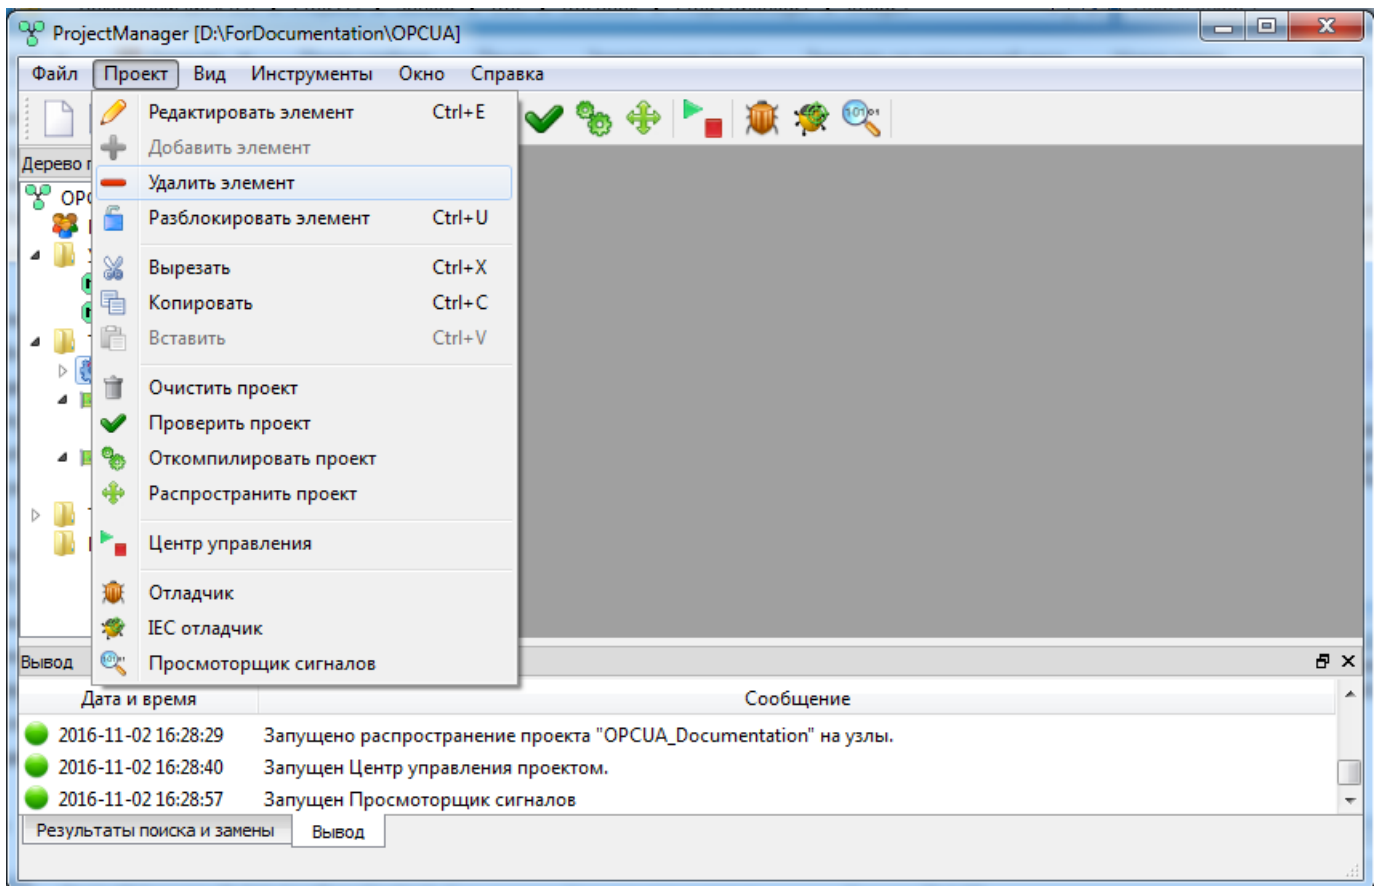 ProjectManager [D:\ForDocumentation\OPCUA]
Файл Проект Вид Инструменты Окно Справка
Редактировать элемент Ctrl+E
Добавить элемент
Дерево
Удалить элемент
Разблокировать элемент Ctrl+U
Вырезать Ctrl+X
Копировать Ctrl+C
Вставить Ctrl+V
Очистить проект
Проверить проект
Откомпилировать проект
Распространить проект
Центр управления
Отладчик
IEC отладчик
Просмоторщик сигналов
Вывод
Дата и время Сообщение
2016-11-02 16:28:29 Запущено распространение проекта "OPCUA_Documentation" на узлы.
2016-11-02 16:28:40 Запущен Центр управления проектом.
2016-11-02 16:28:57 Запущен Просмоторщик сигналов
Результаты поиска и замены Вывод